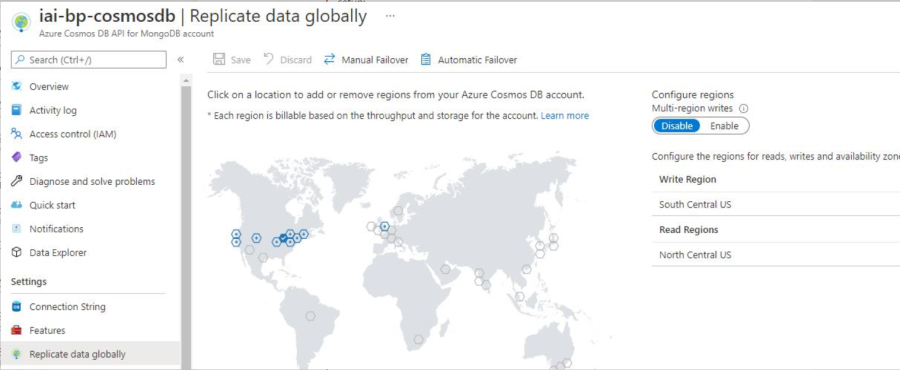 iai-bp-cosmosdb | Replicate data globally ...
Azure Cosmos DB API for MongoDB account
Search (Ctrl+/)
«
Save
Discard
Manual Failover
Automatic Failover
Overview
Activity log
Access control (IAM)
Tags
Diagnose and solve problems
Quick start
Notifications
Data Explorer
Settings
Connection String
Features
Replicate data globally
Click on a location to add or remove regions from your Azure Cosmos DB account.
* Each region is billable based on the throughput and storage for the account. Learn more
Configure regions
Multi-region writes
Disable
Enable
Configure the regions for reads, writes and availability zone
Write Region
South Central US
Read Regions
North Central US